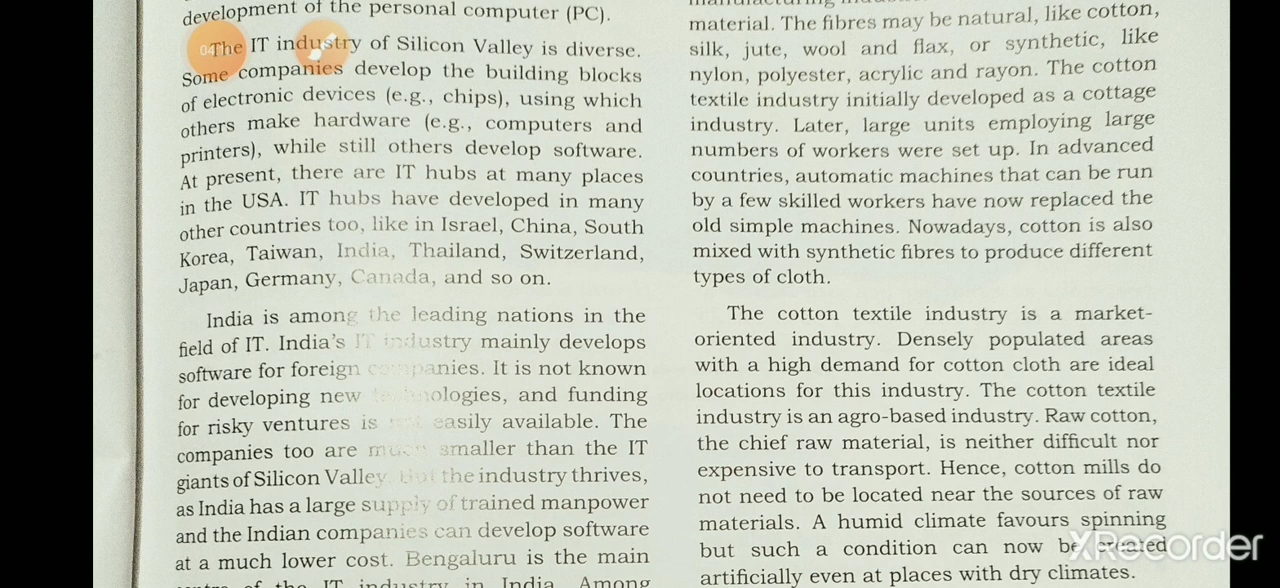 development of the personal computer (PC).
The IT industry of Silicon Valley is diverse.
Some companies develop the building blocks
of electronic devices (e.g., chips), using which
others make hardware (e.g., computers and
printers), while still others develop software.
At present, there are IT hubs at many places
in the USA. IT hubs have developed in many
other countries too, like in Israel, China, South
Korea, Taiwan, India, Thailand, Switzerland,
Japan, Germany, Canada, and so on.
India is among the leading nations in the
field of IT. India's IT industry mainly develops
software for foreign companies. It is not known
for developing new technologies, and funding
for risky ventures is not easily available. The
companies too are much smaller than the IT
giants of Silicon Valley. But the industry thrives,
as India has a large supply of trained manpower
and the Indian companies can develop software
at a much lower cost. Bengaluru is the main
centre of the IT industry in India. Among
material. The fibres may be natural, like cotton,
silk, jute, wool and flax, or synthetic, like
nylon, polyester, acrylic and rayon. The cotton
textile industry initially developed as a cottage
industry. Later, large units employing large
numbers of workers were set up. In advanced
countries, automatic machines that can be run
by a few skilled workers have now replaced the
old simple machines. Nowadays, cotton is also
mixed with synthetic fibres to produce different
types of cloth.
The cotton textile industry is a market-
oriented industry. Densely populated areas
with a high demand for cotton cloth are ideal
locations for this industry. The cotton textile
industry is an agro-based industry. Raw cotton,
the chief raw material, is neither difficult nor
expensive to transport. Hence, cotton mills do
not need to be located near the sources of raw
materials. A humid climate favours spinning
but such a condition can now be created
artificially even at places with dry climates.
XRecorder